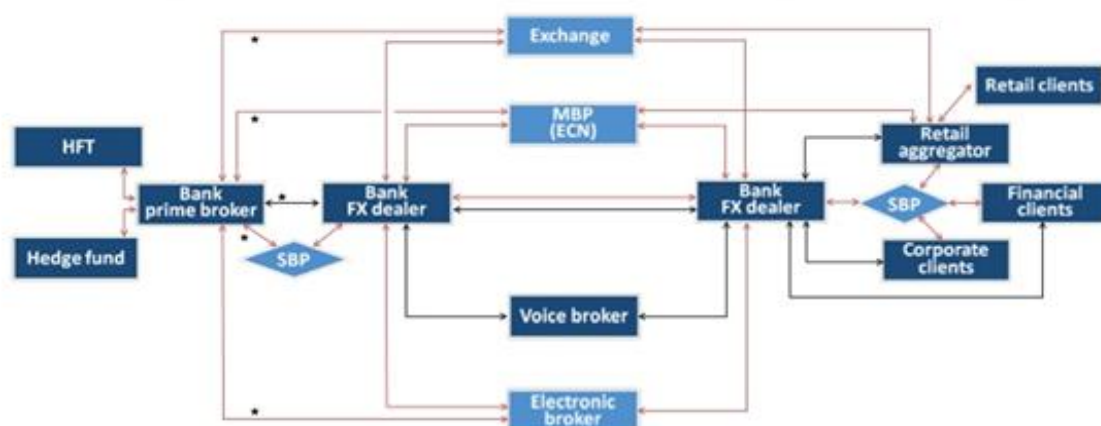 *
Exchange
Retail clients
*
MBP
(ECN)
Retail
aggregator
HFT
Bank
prime broker
*
Bank
FX dealer
Bank
FX dealer
SBP
Financial
clients
Hedge fund
*
SBP
Corporate
clients
Voice broker
*
Electronic
broker